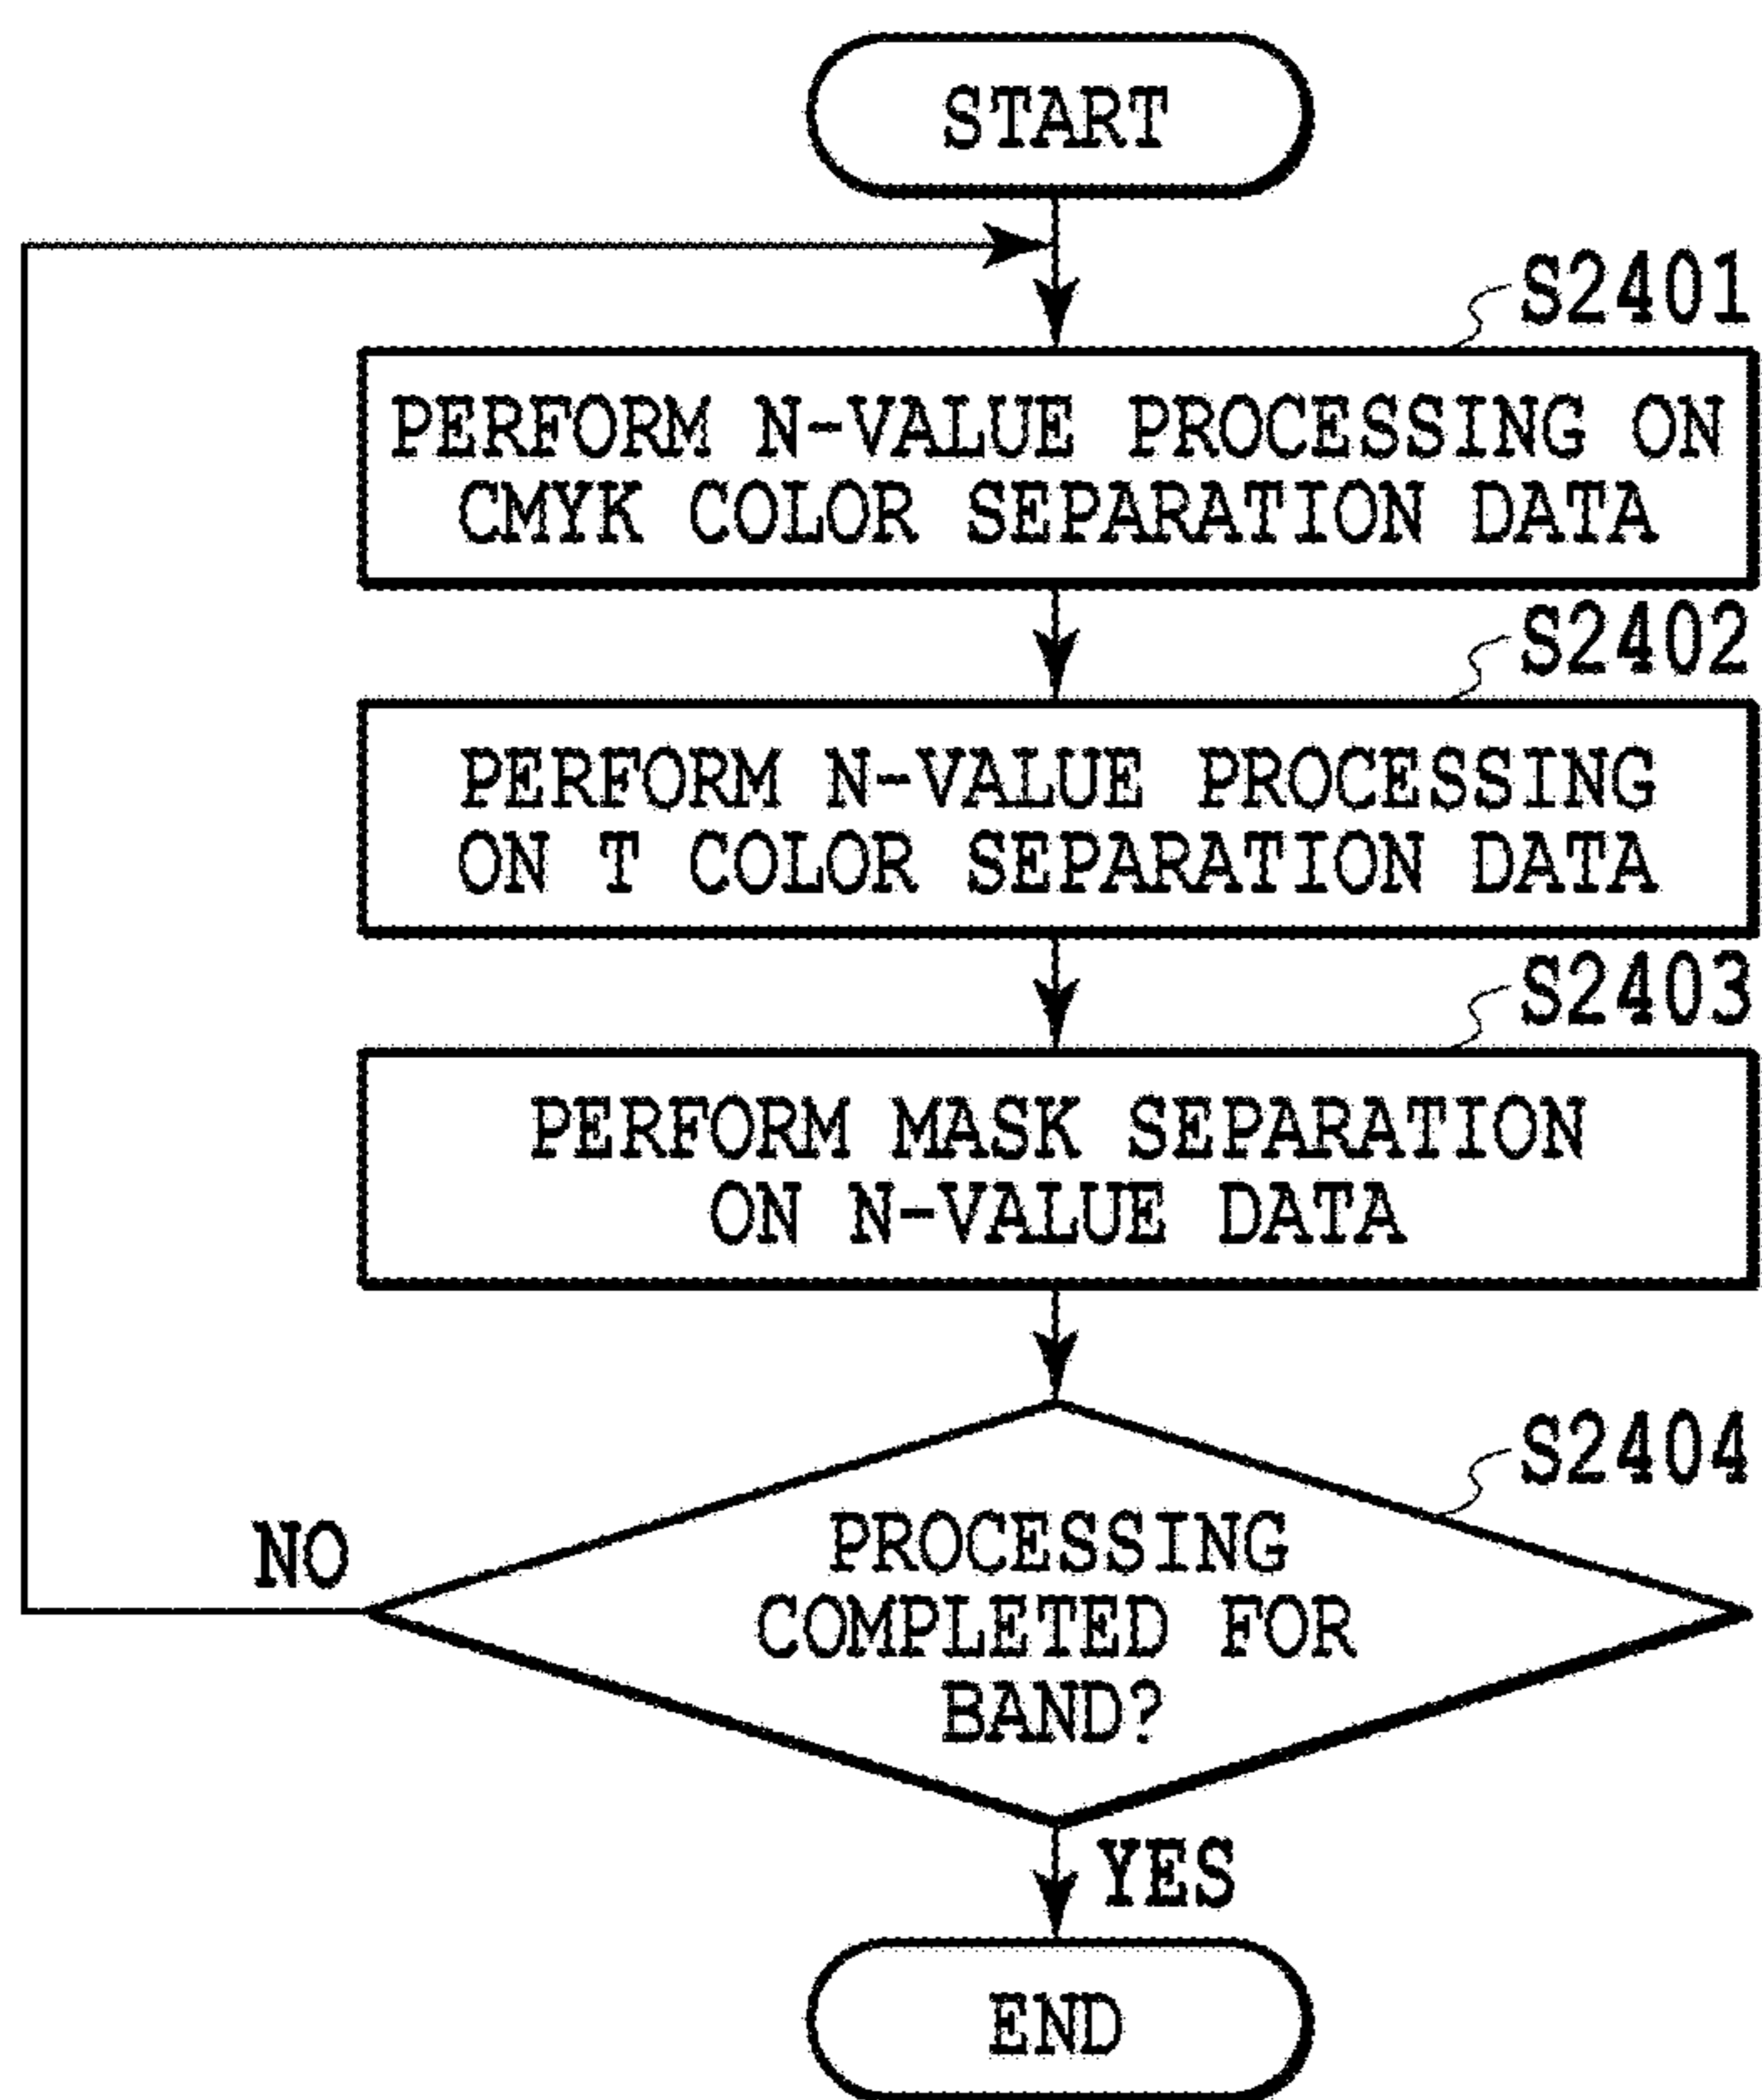 START
S2401
PERFORM N-VALUE PROCESSING ON
CMYK COLOR SEPARATION DATA
S2402
PERFORM N-VALUE PROCESSING
ON T COLOR SEPARATION DATA
S2403
PERFORM MASK SEPARATION
ON N-VALUE DATA
S2404
PROCESSING
COMPLETED FOR
BAND?
NO
YES
END